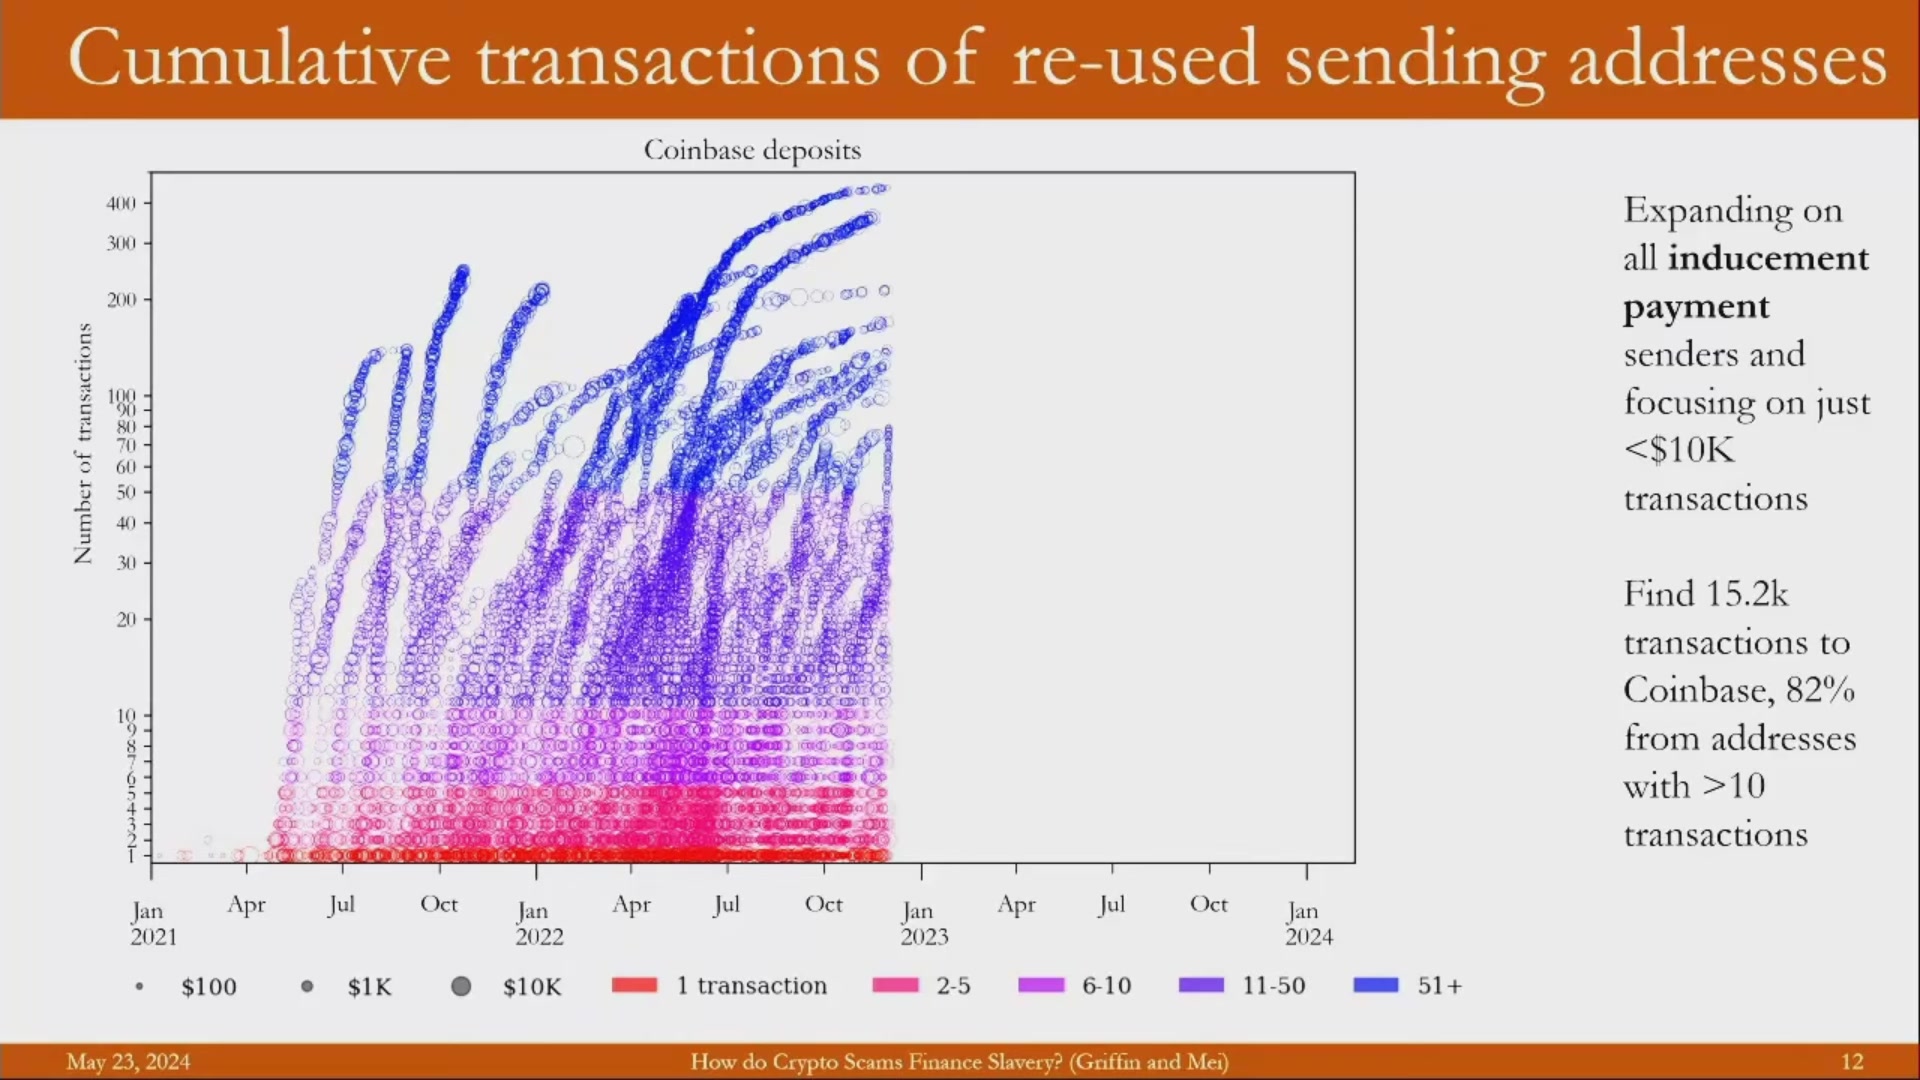 Cumulative transactions of re-used sending addresses
Coinbase deposits
Number of transactions
400
300
200
100
90
80
70
60
50
40
30
20
10
9
8
7
6
5
4
3
2
1
Jan
2021
Apr
Jul
Oct
Jan
2022
Apr
Jul
Oct
Jan
2023
Apr
Jul
Oct
Jan
2024
$100 $1K $10K 1 transaction 2-5 6-10 11-50 51+
Expanding on
all inducement
payment
senders and
focusing on just
<$10K
transactions
Find 15.2k
transactions to
Coinbase, 82%
from addresses
with >10
transactions
May 23, 2024
How do Crypto Scams Finance Slavery? (Griffin and Mei)
12